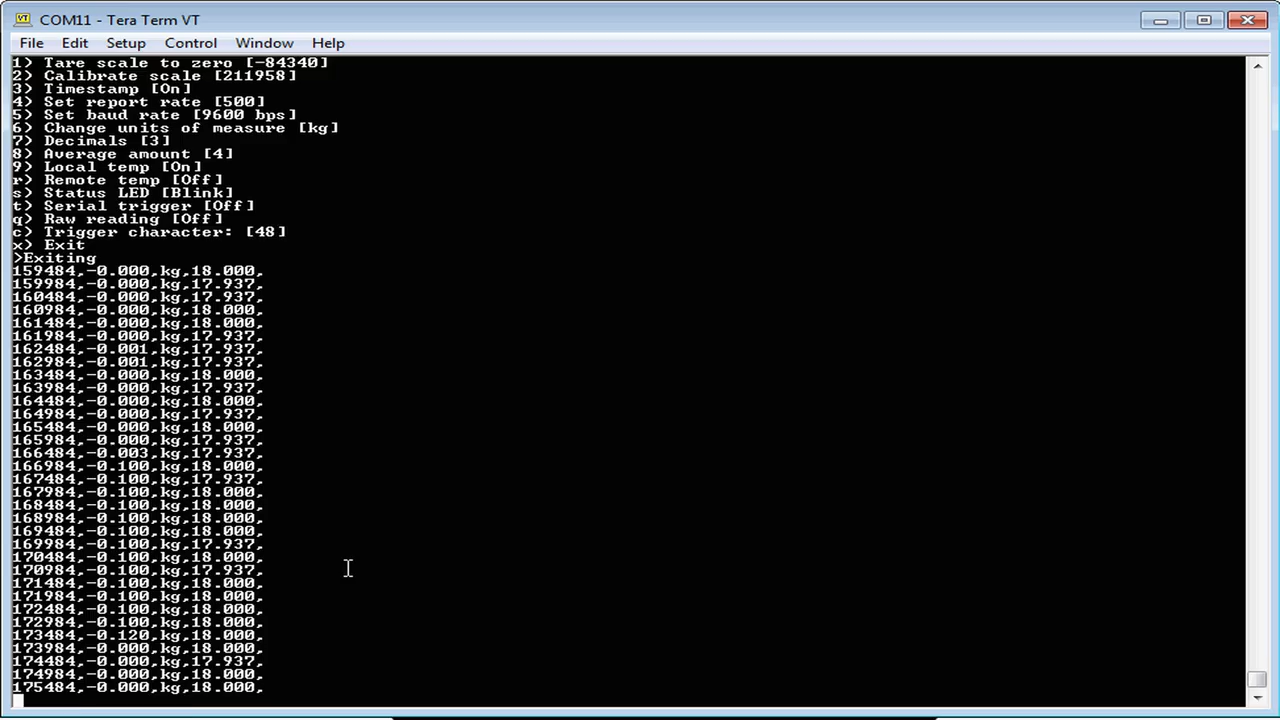 COM11 - Tera Term VT
File Edit Setup Control Window Help
1) Tare scale to zero [-84340]
2) Calibrate scale [211958]
3) Timestamp [On]
4) Set report rate [500]
5) Set baud rate [9600 bps]
6) Change units of measure [kg]
7) Decimals [3]
8) Average amount [4]
9) Local temp [On]
r) Remote temp [Off]
s) Status LED [Blink]
t) Serial trigger [Off]
q) Raw reading [Off]
c) Trigger character: [48]
x) Exit
>Exiting
159484,-0.000,kg,18.000,
159984,-0.000,kg,17.937,
160484,-0.000,kg,17.937,
160984,-0.000,kg,18.000,
161484,-0.000,kg,18.000,
161984,-0.000,kg,17.937,
162484,-0.001,kg,17.937,
162984,-0.001,kg,17.937,
163484,-0.000,kg,18.000,
163984,-0.000,kg,17.937,
164484,-0.000,kg,18.000,
164984,-0.000,kg,17.937,
165484,-0.000,kg,18.000,
165984,-0.000,kg,17.937,
166484,-0.003,kg,17.937,
166984,-0.100,kg,18.000,
167484,-0.100,kg,17.937,
167984,-0.100,kg,18.000,
168484,-0.100,kg,18.000,
168984,-0.100,kg,18.000,
169484,-0.100,kg,18.000,
169984,-0.100,kg,17.937,
170484,-0.100,kg,18.000,
170984,-0.100,kg,17.937,
171484,-0.100,kg,18.000,
171984,-0.100,kg,18.000,
172484,-0.100,kg,18.000,
172984,-0.100,kg,18.000,
173484,-0.120,kg,18.000,
173984,-0.000,kg,18.000,
174484,-0.000,kg,17.937,
174984,-0.000,kg,18.000,
175484,-0.000,kg,18.000,